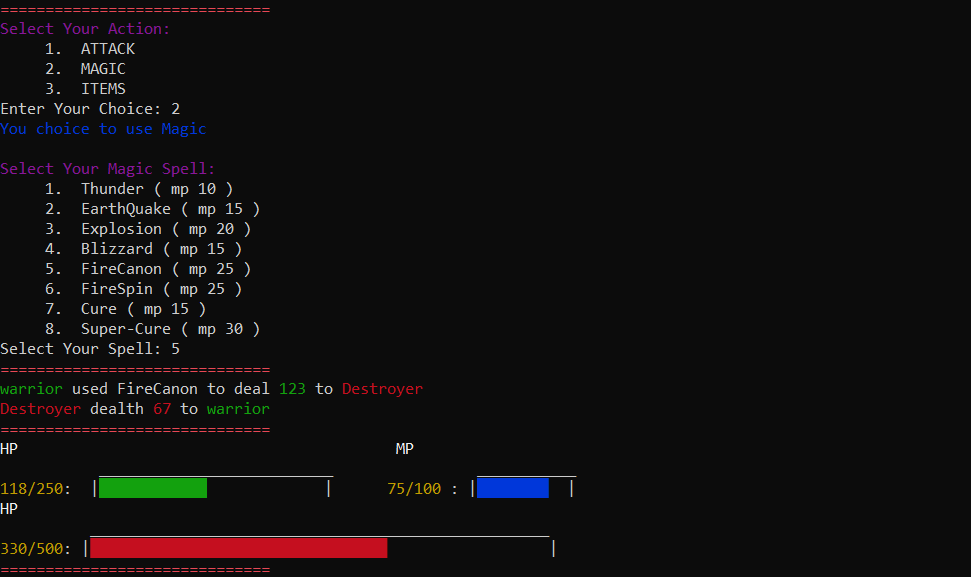 ==============================
Select Your Action:
1. ATTACK
2. MAGIC
3. ITEMS
Enter Your Choice: 2
You choice to use Magic
Select Your Magic Spell:
1. Thunder ( mp 10 )
2. EarthQuake ( mp 15 )
3. Explosion ( mp 20 )
4. Blizzard ( mp 15 )
5. FireCanon ( mp 25 )
6. FireSpin ( mp 25 )
7. Cure ( mp 15 )
8. Super-Cure ( mp 30 )
Select Your Spell: 5
==============================
warrior used FireCanon to deal 123 to Destroyer
Destroyer dealth 67 to warrior
==============================
HP MP
118/250: | | 75/100 : | |
HP
330/500: | |
==============================